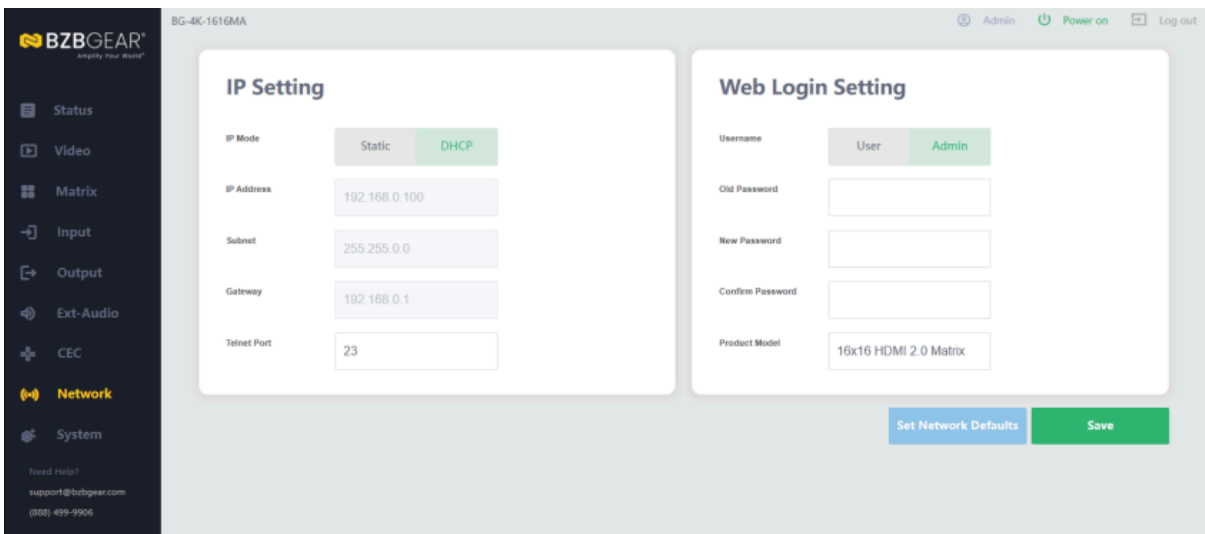 BZBGEAR®
Amplify Your World®
Status
Video
Matrix
Input
Output
Ext-Audio
CEC
Network
System
Need Help?
support@bzbgear.com
(888) 499-9906
BG-4K-1616MA
Admin Power on Log out
IP Setting
IP Mode Static DHCP
IP Address 192.168.0.100
Subnet 255.255.0.0
Gateway 192.168.0.1
Telnet Port 23
Web Login Setting
Username User Admin
Old Password
New Password
Confirm Password
Product Model 16x16 HDMI 2.0 Matrix
Set Network Defaults Save